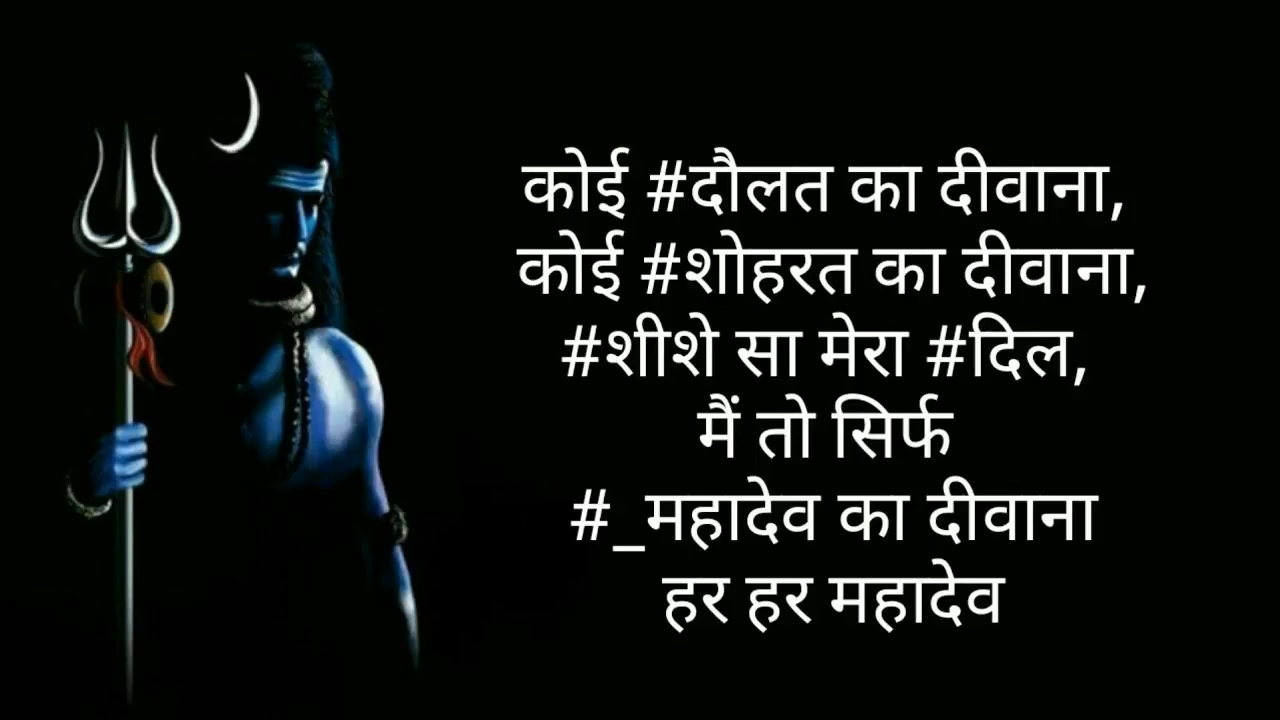 कोई #दौलत का दीवाना,
कोई #शोहरत का दीवाना,
#शीशे सा मेरा #दिल,
मैं तो सिर्फ
#_महादेव का दीवाना
हर हर महादेव